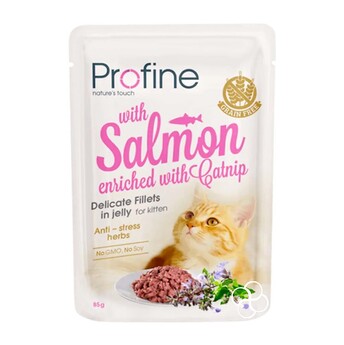 Profine
nature's touch
GRAIN FREE
with
Salmon
enriched with Catnip
Delicate Fillets
in jelly for kitten
Anti - stress
herbs
No GMO, No Soy
85g